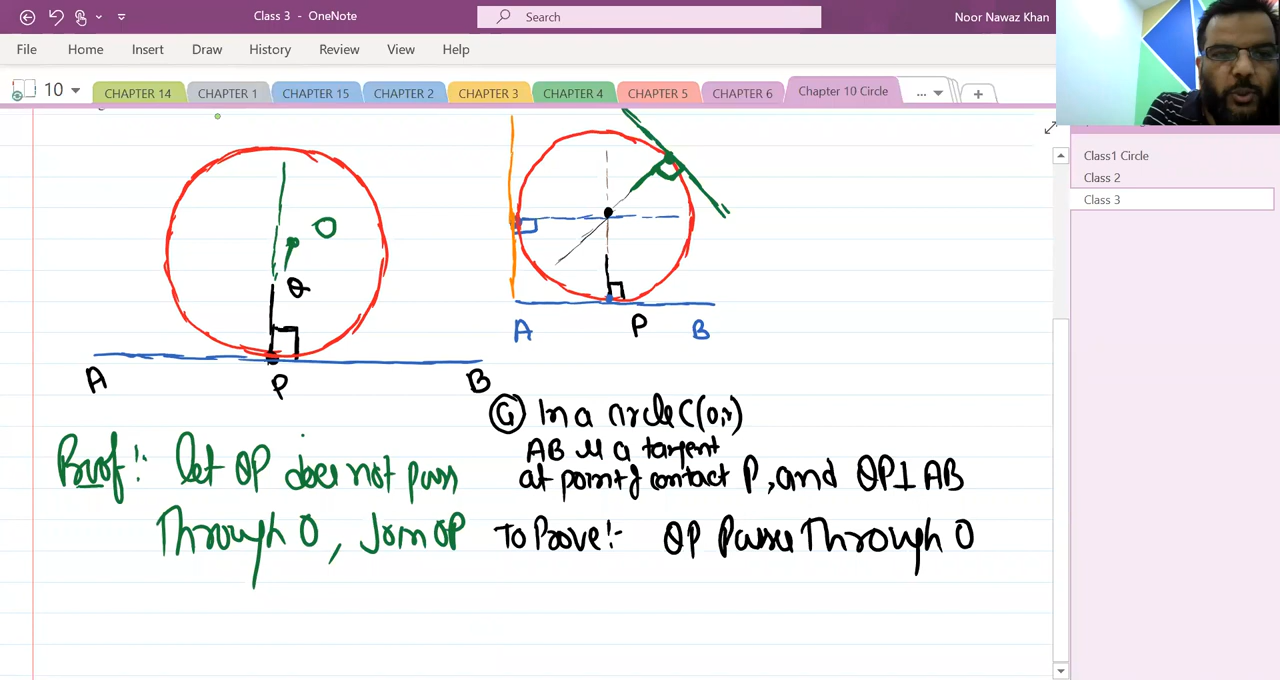 Class 3 - OneNote
Search
Noor Nawaz Khan
File Home Insert Draw History Review View Help
10 CHAPTER 14 CHAPTER 1 CHAPTER 15 CHAPTER 2 CHAPTER 3 CHAPTER 4 CHAPTER 5 CHAPTER 6 Chapter 10 Circle ... +
Class1 Circle
Class 2
Class 3
O
Q
A P B
A P B
G In a circle C(O,r)
AB is a tangent
at point of contact P, and QP⊥AB
To Prove:- QP Passes Through O
Proof:- let QP does not pass
Through O, Join OP